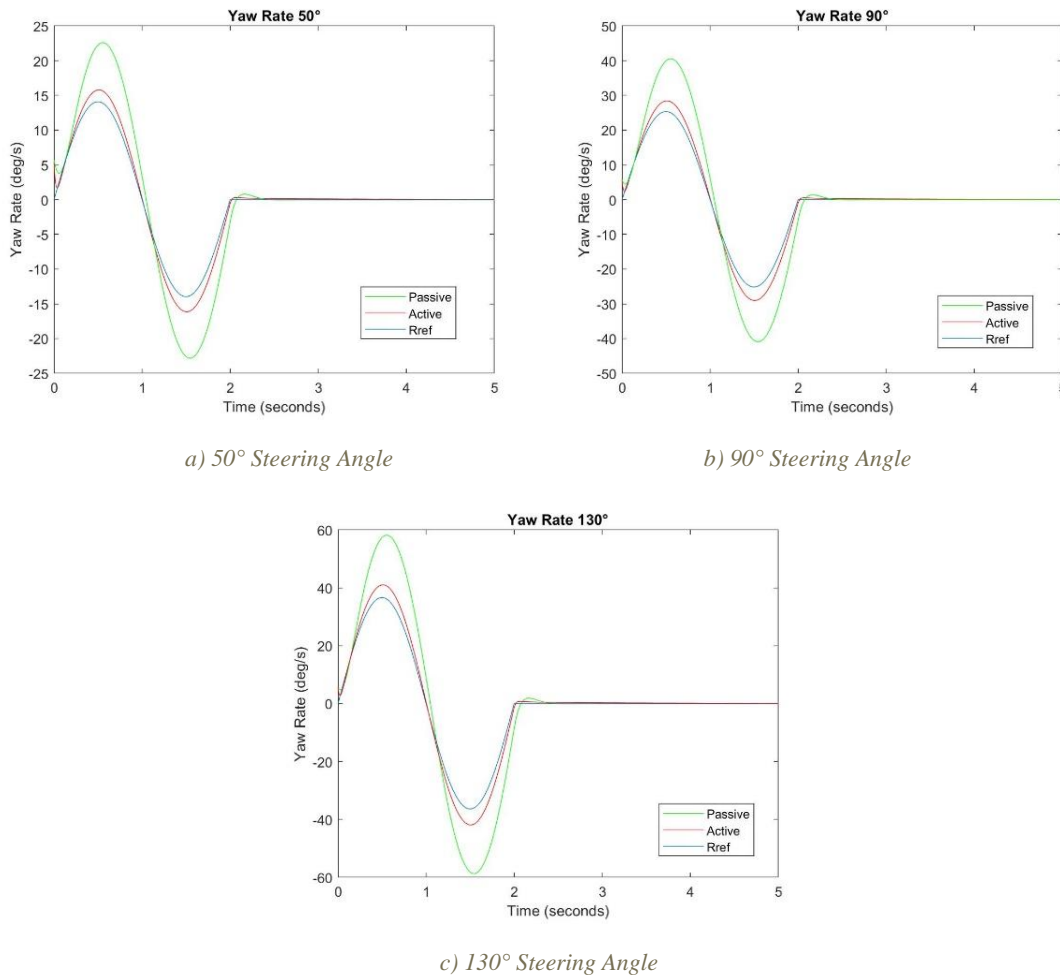 Yaw Rate 50°
25
20
15
10
5
0
-5
-10
-15
-20
-25
Yaw Rate (deg/s)
Passive
Active
Rref
0 1 2 3 4 5
Time (seconds)
a) 50° Steering Angle
Yaw Rate 90°
50
40
30
20
10
0
-10
-20
-30
-40
-50
Yaw Rate (deg/s)
Passive
Active
Rref
0 1 2 3 4 5
Time (seconds)
b) 90° Steering Angle
Yaw Rate 130°
60
40
20
0
-20
-40
-60
Yaw Rate (deg/s)
Passive
Active
Rref
0 1 2 3 4 5
Time (seconds)
c) 130° Steering Angle